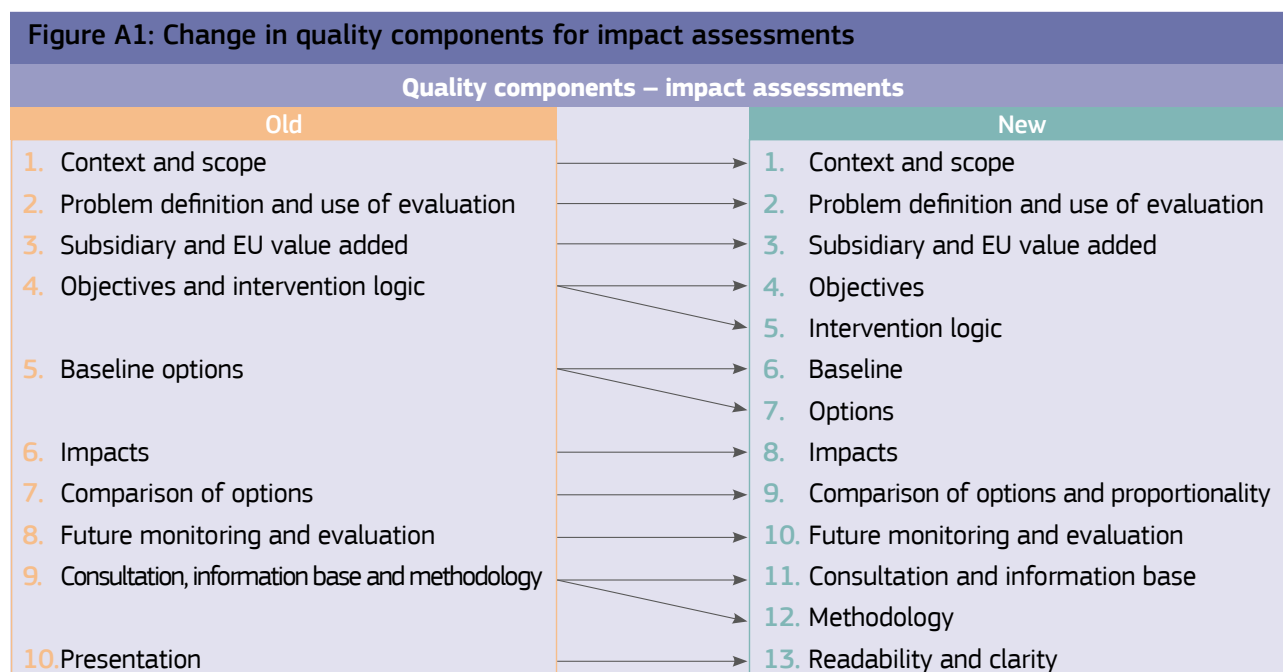 Figure A1: Change in quality components for impact assessments
Quality components – impact assessments
Old
New
1. Context and scope
1. Context and scope
2. Problem definition and use of evaluation
2. Problem definition and use of evaluation
3. Subsidiary and EU value added
3. Subsidiary and EU value added
4. Objectives and intervention logic
4. Objectives
5. Intervention logic
5. Baseline options
6. Baseline
7. Options
6. Impacts
8. Impacts
7. Comparison of options
9. Comparison of options and proportionality
8. Future monitoring and evaluation
10. Future monitoring and evaluation
9. Consultation, information base and methodology
11. Consultation and information base
12. Methodology
10.Presentation
13. Readability and clarity